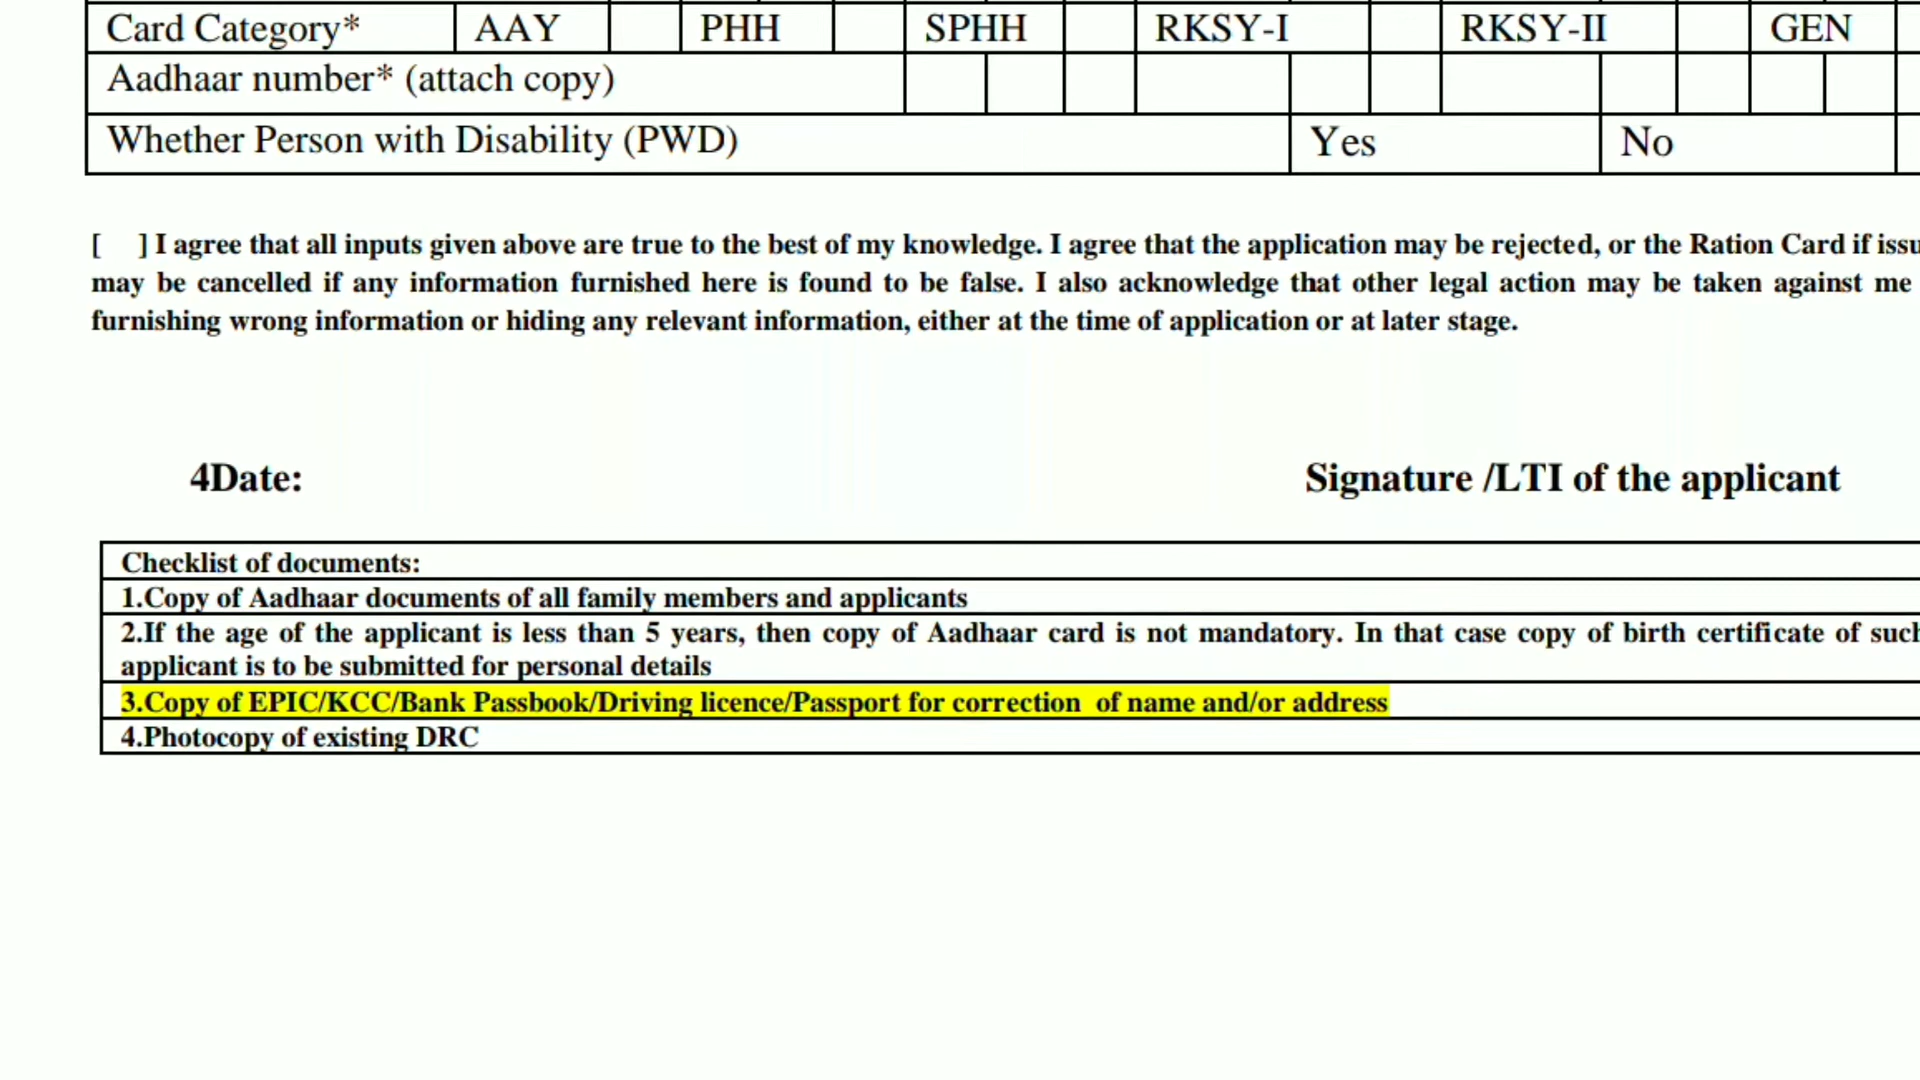 Card Category* AAY PHH SPHH RKSY-I RKSY-II GEN
Aadhaar number* (attach copy)
Whether Person with Disability (PWD) Yes No
[ ] I agree that all inputs given above are true to the best of my knowledge. I agree that the application may be rejected, or the Ration Card if issu
may be cancelled if any information furnished here is found to be false. I also acknowledge that other legal action may be taken against me
furnishing wrong information or hiding any relevant information, either at the time of application or at later stage.
4Date: Signature /LTI of the applicant
Checklist of documents:
1.Copy of Aadhaar documents of all family members and applicants
2.If the age of the applicant is less than 5 years, then copy of Aadhaar card is not mandatory. In that case copy of birth certificate of such
applicant is to be submitted for personal details
3.Copy of EPIC/KCC/Bank Passbook/Driving licence/Passport for correction of name and/or address
4.Photocopy of existing DRC